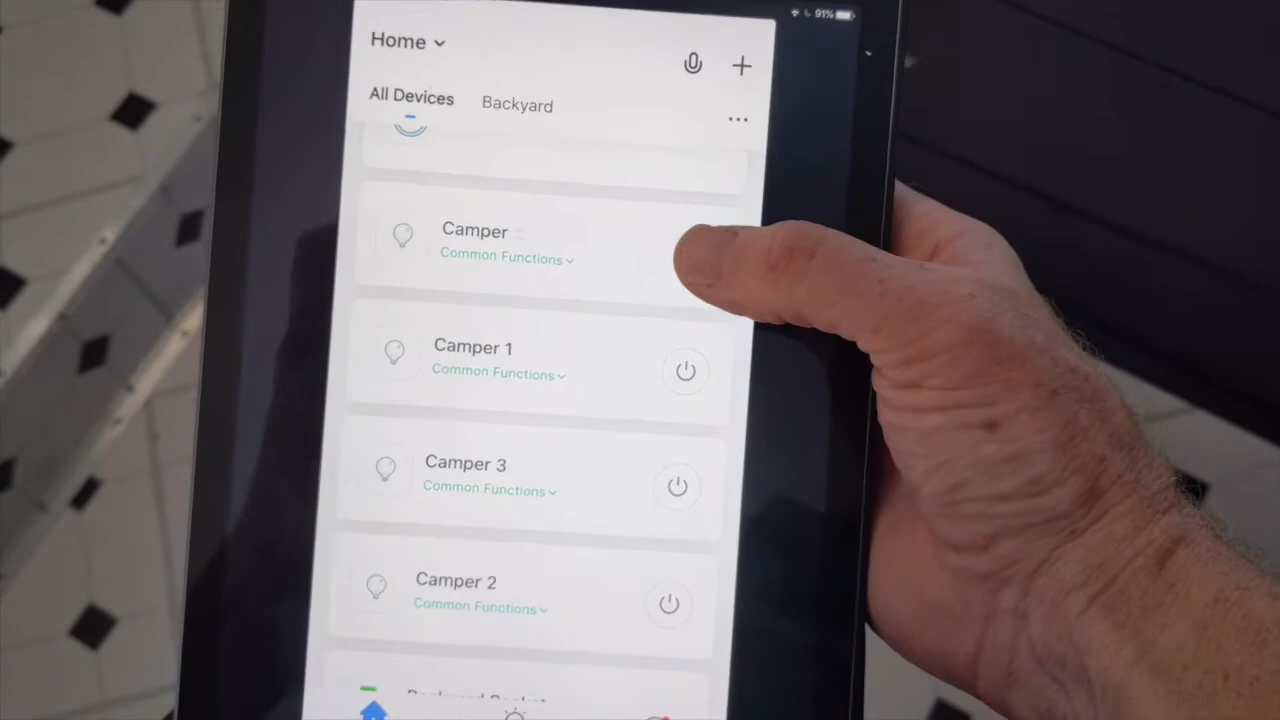 91%
Home
All Devices Backyard
Camper
Common Functions
Camper 1
Common Functions
Camper 3
Common Functions
Camper 2
Common Functions